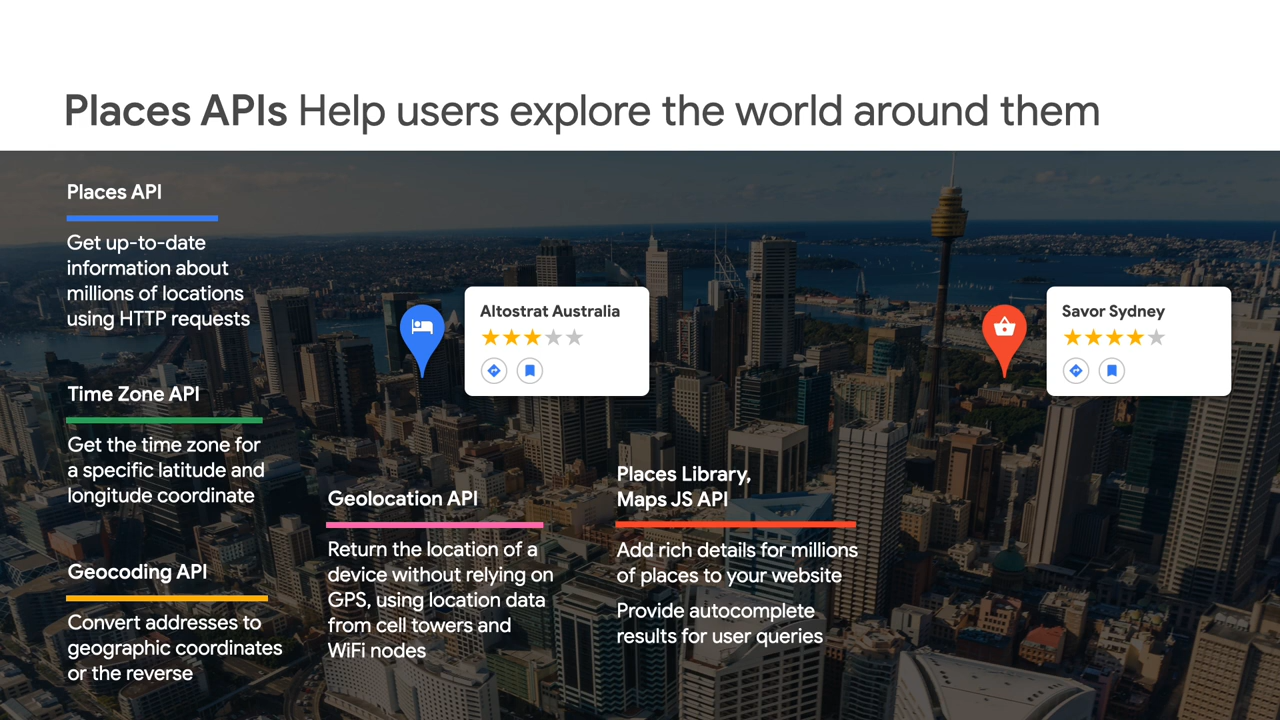 Places APIs Help users explore the world around them
Places API
Get up-to-date
information about
millions of locations
using HTTP requests
Time Zone API
Get the time zone for
a specific latitude and
longitude coordinate
Geocoding API
Convert addresses to
geographic coordinates
or the reverse
Geolocation API
Return the location of a
device without relying on
GPS, using location data
from cell towers and
WiFi nodes
Altostrat Australia
Places Library,
Maps JS API
Add rich details for millions
of places to your website
Provide autocomplete
results for user queries
Savor Sydney